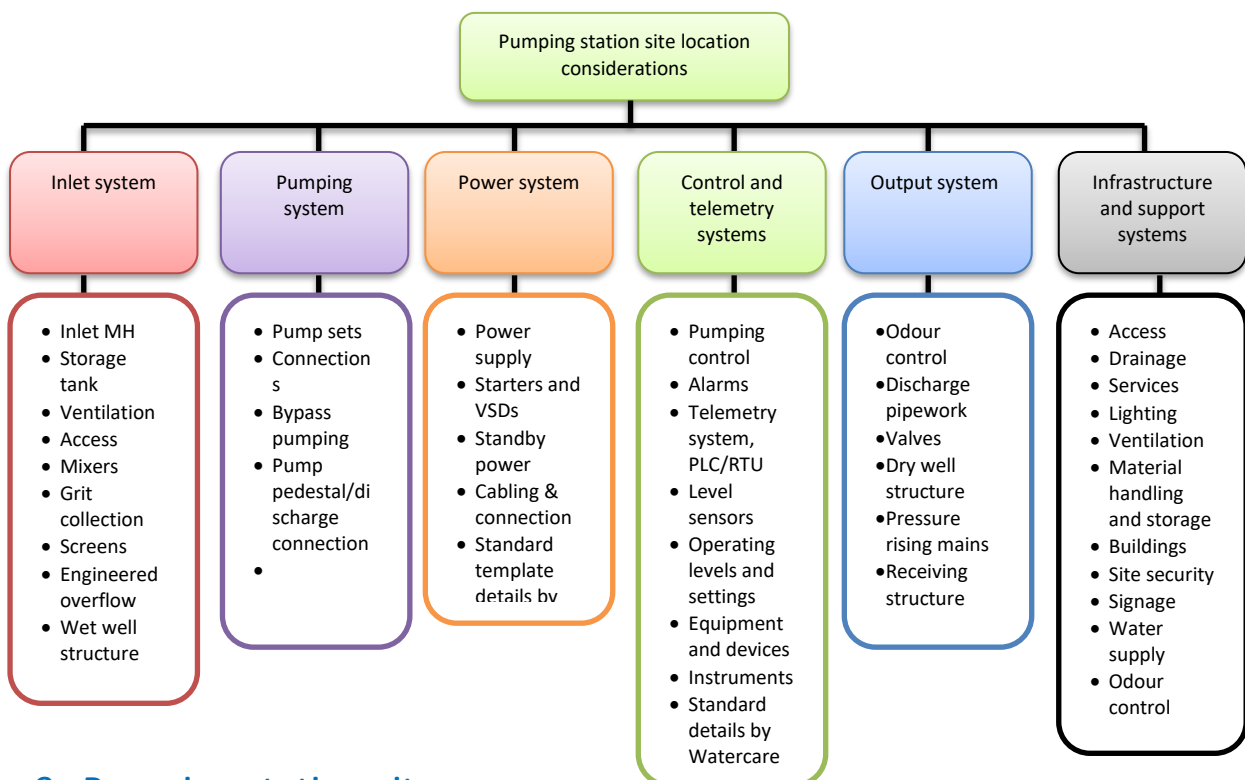 Pumping station site location
considerations
Inlet system
Pumping
system
Power system
Control and
telemetry
systems
Output system
Infrastructure
and support
systems
• Inlet MH
• Storage
tank
• Ventilation
• Access
• Mixers
• Grit
collection
• Screens
• Engineered
overflow
• Wet well
structure
• Pump sets
• Connection
s
• Bypass
pumping
• Pump
pedestal/di
scharge
connection
•
• Power
supply
• Starters and
VSDs
• Standby
power
• Cabling &
connection
• Standard
template
details by
• Pumping
control
• Alarms
• Telemetry
system,
PLC/RTU
• Level
sensors
• Operating
levels and
settings
• Equipment
and devices
• Instruments
• Standard
details by
Watercare
•Odour
control
•Discharge
pipework
•Valves
•Dry well
structure
•Pressure
rising mains
•Receiving
structure
• Access
• Drainage
• Services
• Lighting
• Ventilation
• Material
handling
and storage
• Buildings
• Site security
• Signage
• Water
supply
• Odour
control